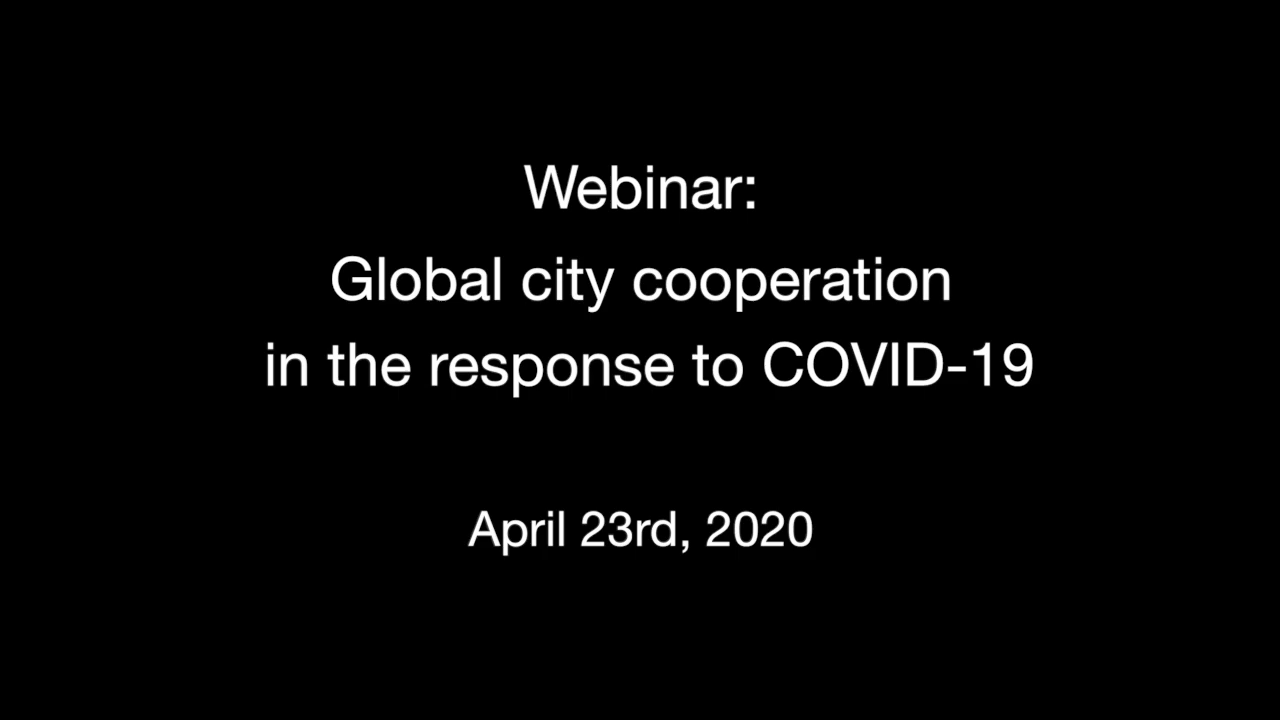 Webinar:
Global city cooperation
in the response to COVID-19
April 23rd, 2020